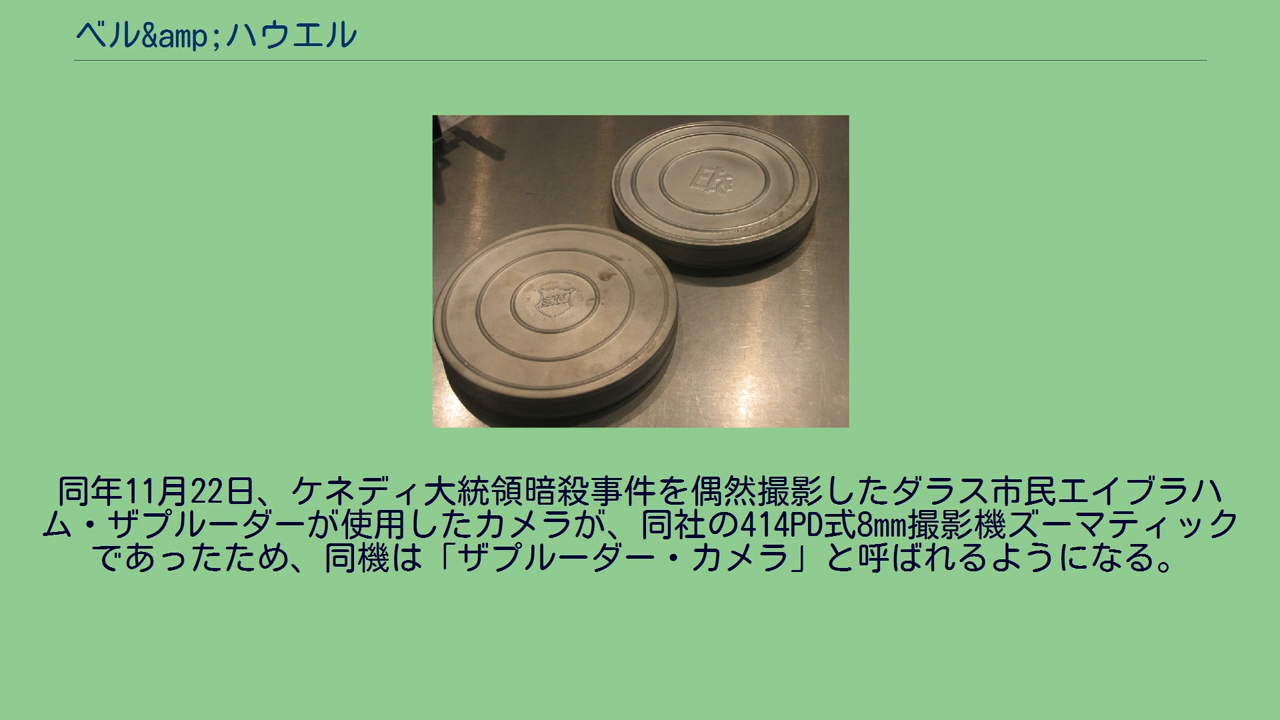 ベル&amp;ハウエル
同年11月22日、ケネディ大統領暗殺事件を偶然撮影したダラス市民エイブラハ
ム・ザプルーダーが使用したカメラが、同社の414PD式8mm撮影機ズーマティック
であったため、同機は「ザプルーダー・カメラ」と呼ばれるようになる。